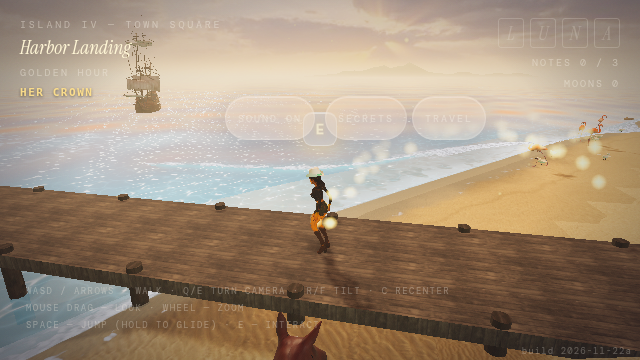 ISLAND IV — TOWN SQUARE
Harbor Landing
GOLDEN HOUR
HER CROWN
LUNA
NOTES 0 / 3
MOONS 0
SOUND ON
E
SECRETS
TRAVEL
WASD / ARROWS — WALK · Q/E TURN CAMERA · R/F TILT · C RECENTER
MOUSE DRAG — LOOK · WHEEL — ZOOM
SPACE — JUMP (HOLD TO GLIDE) · E — INTERACT
build 2026-11-22a